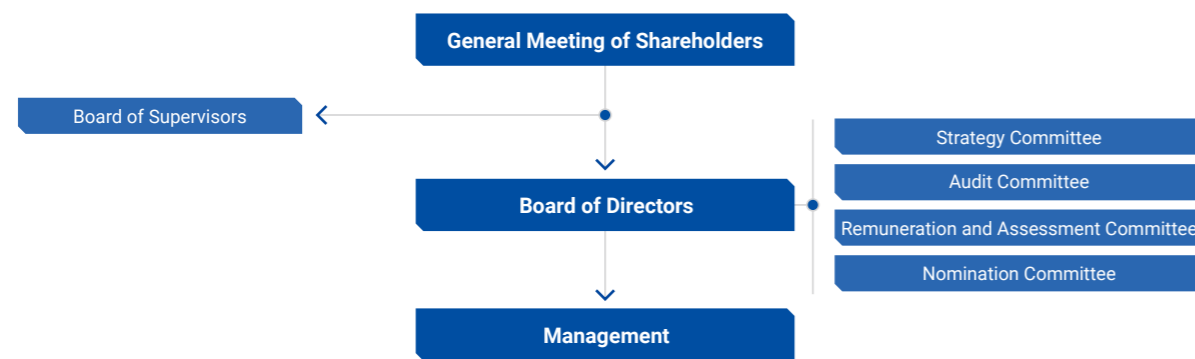 General Meeting of Shareholders
Board of Supervisors
Strategy Committee
Audit Committee
Board of Directors
Remuneration and Assessment Committee
Nomination Committee
Management